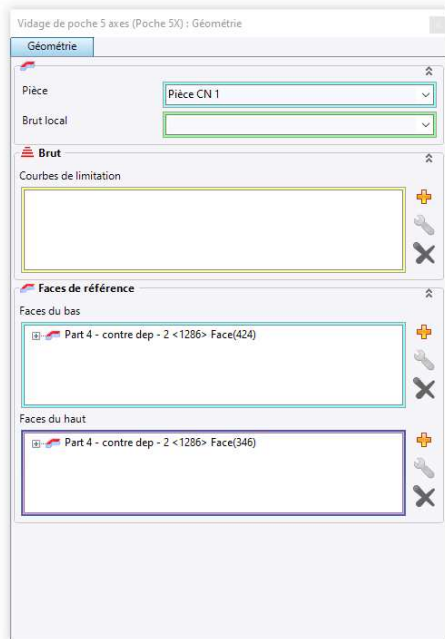 Vidage de poche 5 axes (Poche 5X) : Géométrie
Géométrie
Pièce
Pièce CN 1
Brut local
Brut
Courbes de limitation
Faces de référence
Faces du bas
Part 4 - contre dep - 2 <1286> Face(424)
Faces du haut
Part 4 - contre dep - 2 <1286> Face(346)